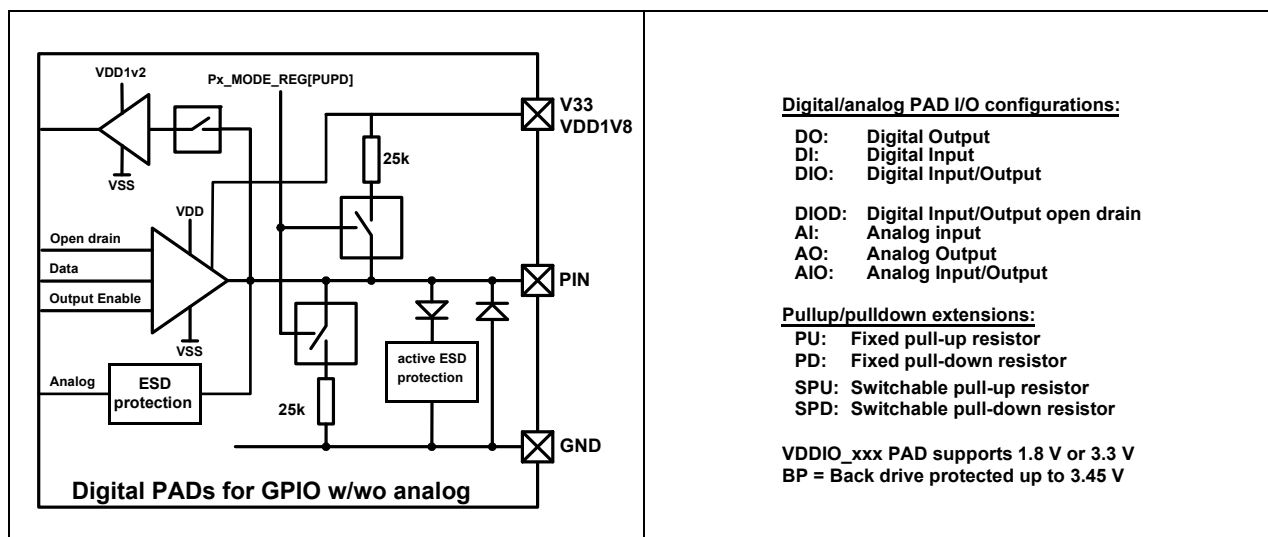 VDD1v2
Px_MODE_REG[PUPD]
V33
VDD1V8
25k
VSS
VDD
Open drain
Data
PIN
Output Enable
VSS
active ESD
protection
Analog
ESD
protection
25k
GND
Digital PADs for GPIO w/wo analog
Digital/analog PAD I/O configurations:
DO: Digital Output
DI: Digital Input
DIO: Digital Input/Output
DIOD: Digital Input/Output open drain
AI: Analog input
AO: Analog Output
AIO: Analog Input/Output
Pullup/pulldown extensions:
PU: Fixed pull-up resistor
PD: Fixed pull-down resistor
SPU: Switchable pull-up resistor
SPD: Switchable pull-down resistor
VDDIO_xxx PAD supports 1.8 V or 3.3 V
BP = Back drive protected up to 3.45 V